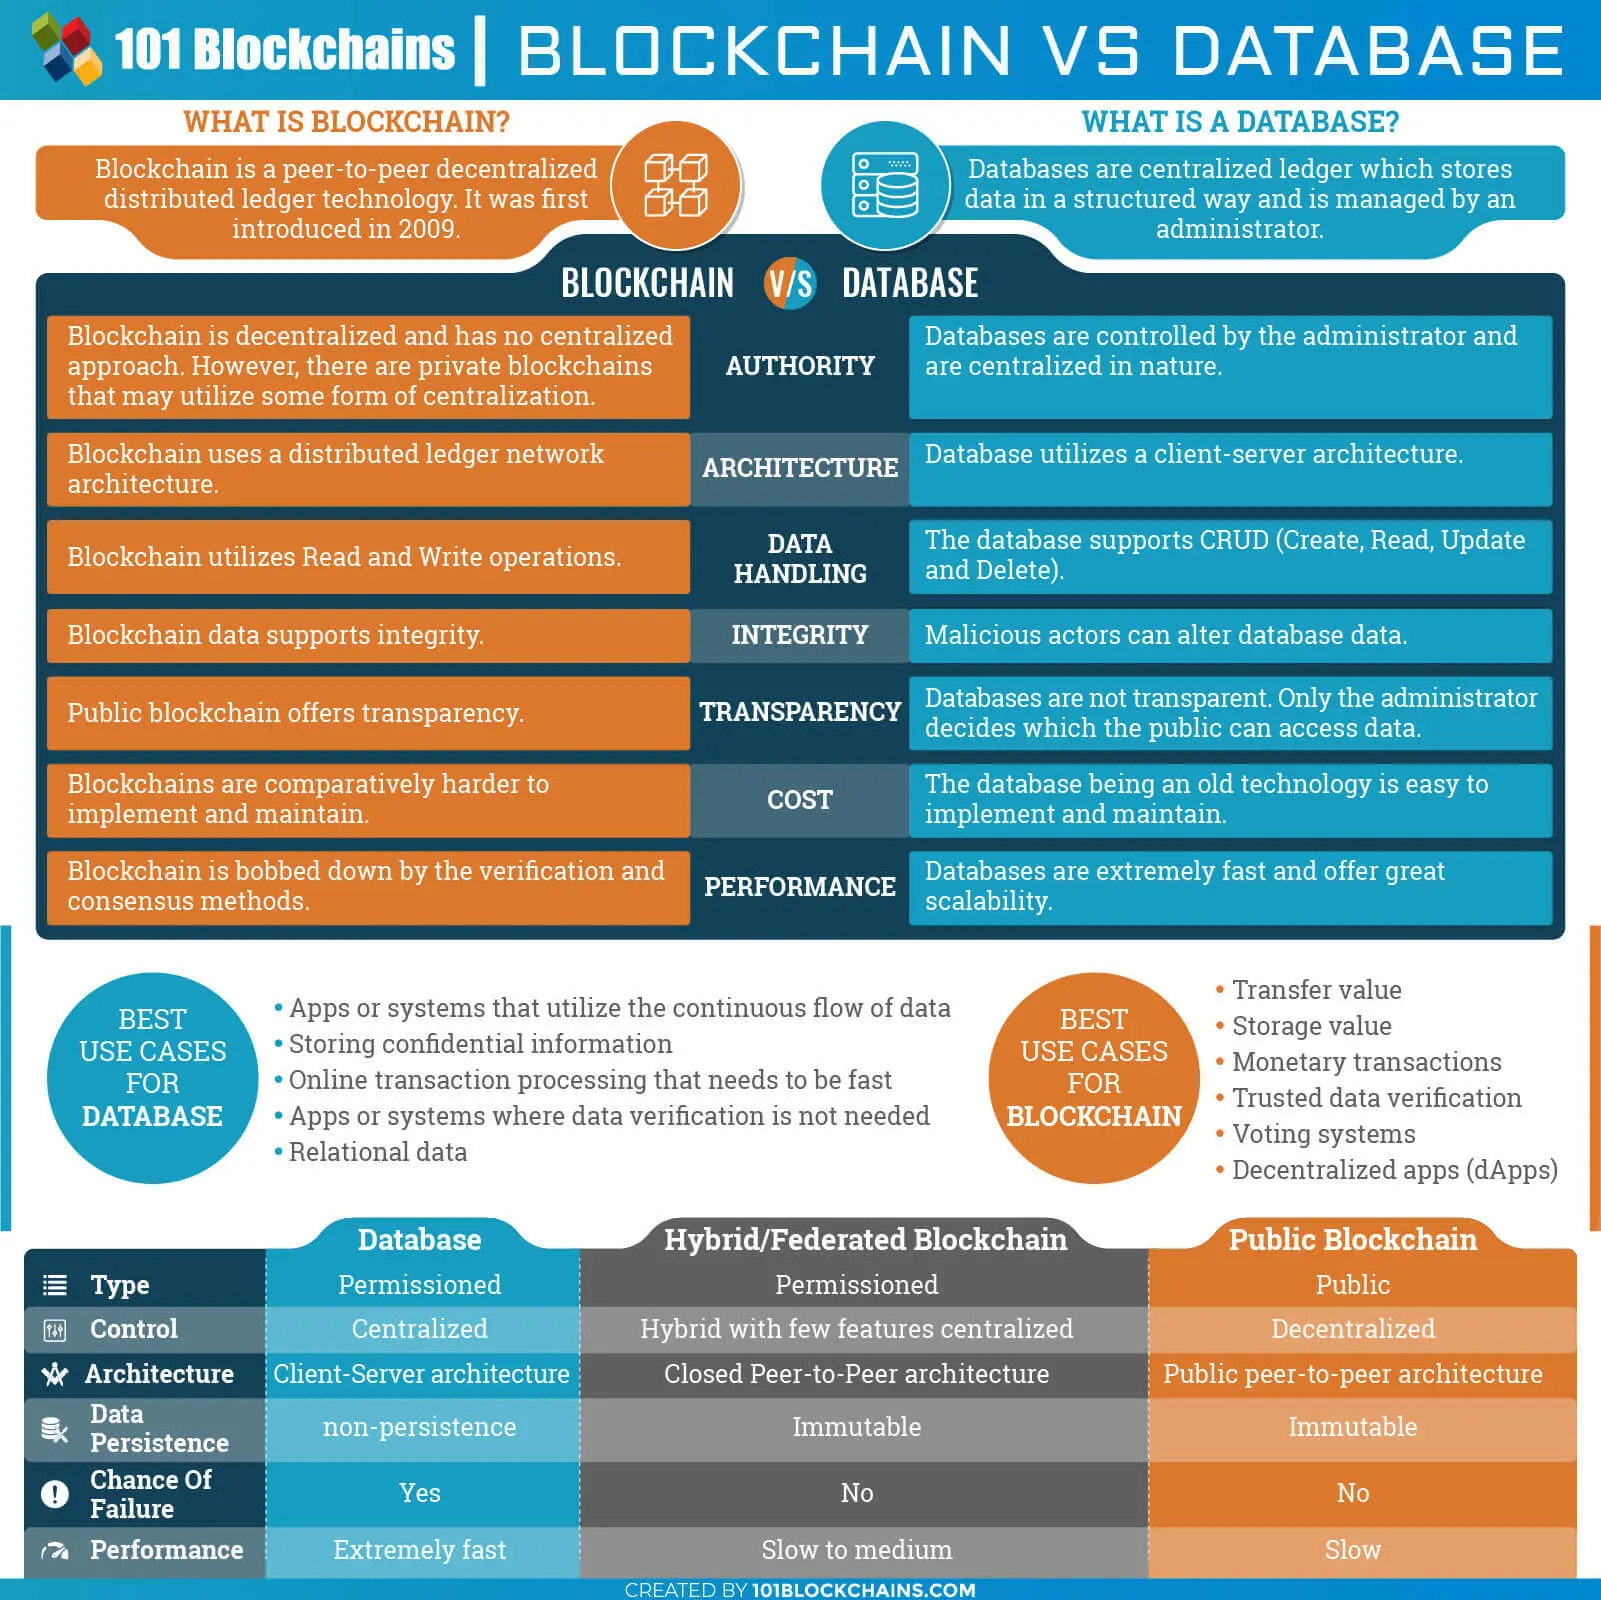 101 Blockchains | BLOCKCHAIN VS DATABASE
WHAT IS BLOCKCHAIN?
Blockchain is a peer-to-peer decentralized
distributed ledger technology. It was first
introduced in 2009.
WHAT IS A DATABASE?
Databases are centralized ledger which stores
data in a structured way and is managed by an
administrator.
BLOCKCHAIN V/S DATABASE
Blockchain is decentralized and has no centralized
approach. However, there are private blockchains
that may utilize some form of centralization.
AUTHORITY
Databases are controlled by the administrator and
are centralized in nature.
Blockchain uses a distributed ledger network
architecture.
ARCHITECTURE
Database utilizes a client-server architecture.
Blockchain utilizes Read and Write operations.
DATA
HANDLING
The database supports CRUD (Create, Read, Update
and Delete).
Blockchain data supports integrity.
INTEGRITY
Malicious actors can alter database data.
Public blockchain offers transparency.
TRANSPARENCY
Databases are not transparent. Only the administrator
decides which the public can access data.
Blockchains are comparatively harder to
implement and maintain.
COST
The database being an old technology is easy to
implement and maintain.
Blockchain is bobbed down by the verification and
consensus methods.
PERFORMANCE
Databases are extremely fast and offer great
scalability.
BEST
USE CASES
FOR
DATABASE
• Apps or systems that utilize the continuous flow of data
• Storing confidential information
• Online transaction processing that needs to be fast
• Apps or systems where data verification is not needed
• Relational data
BEST
USE CASES
FOR
BLOCKCHAIN
• Transfer value
• Storage value
• Monetary transactions
• Trusted data verification
• Voting systems
• Decentralized apps (dApps)
Database Hybrid/Federated Blockchain Public Blockchain
Type Permissioned Permissioned Public
Control Centralized Hybrid with few features centralized Decentralized
Architecture Client-Server architecture Closed Peer-to-Peer architecture Public peer-to-peer architecture
Data
Persistence non-persistence Immutable Immutable
Chance Of
Failure Yes No No
Performance Extremely fast Slow to medium Slow
CREATED BY 101BLOCKCHAINS.COM